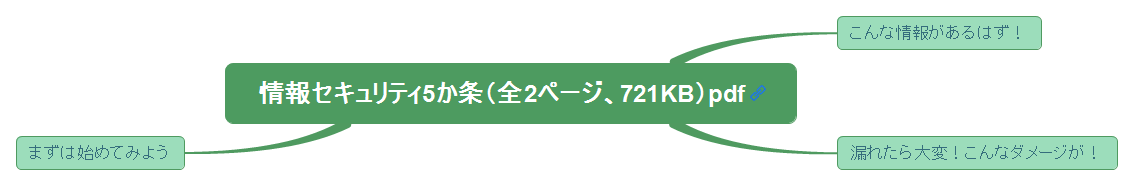 こんな情報があるはず！
情報セキュリティ5か条（全2ページ、721KB）pdf
まずは始めてみよう
漏れたら大変！こんなダメージが！